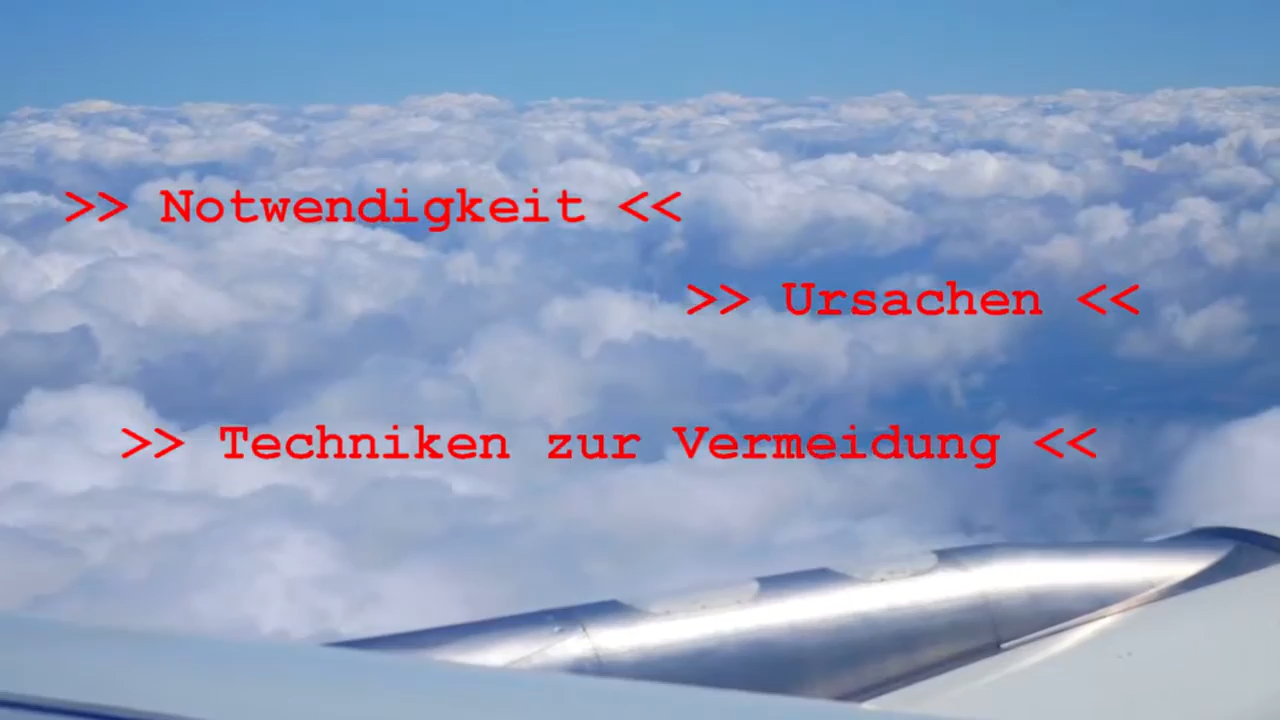 >> Notwendigkeit <<
>> Ursachen <<
>> Techniken zur Vermeidung <<